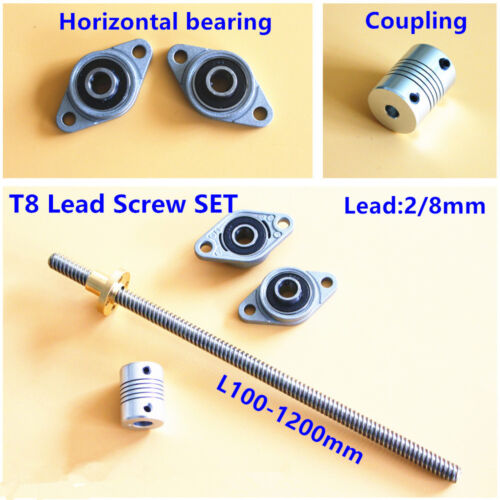 Horizontal bearing
Coupling
T8 Lead Screw SET
Lead:2/8mm
L100-1200mm